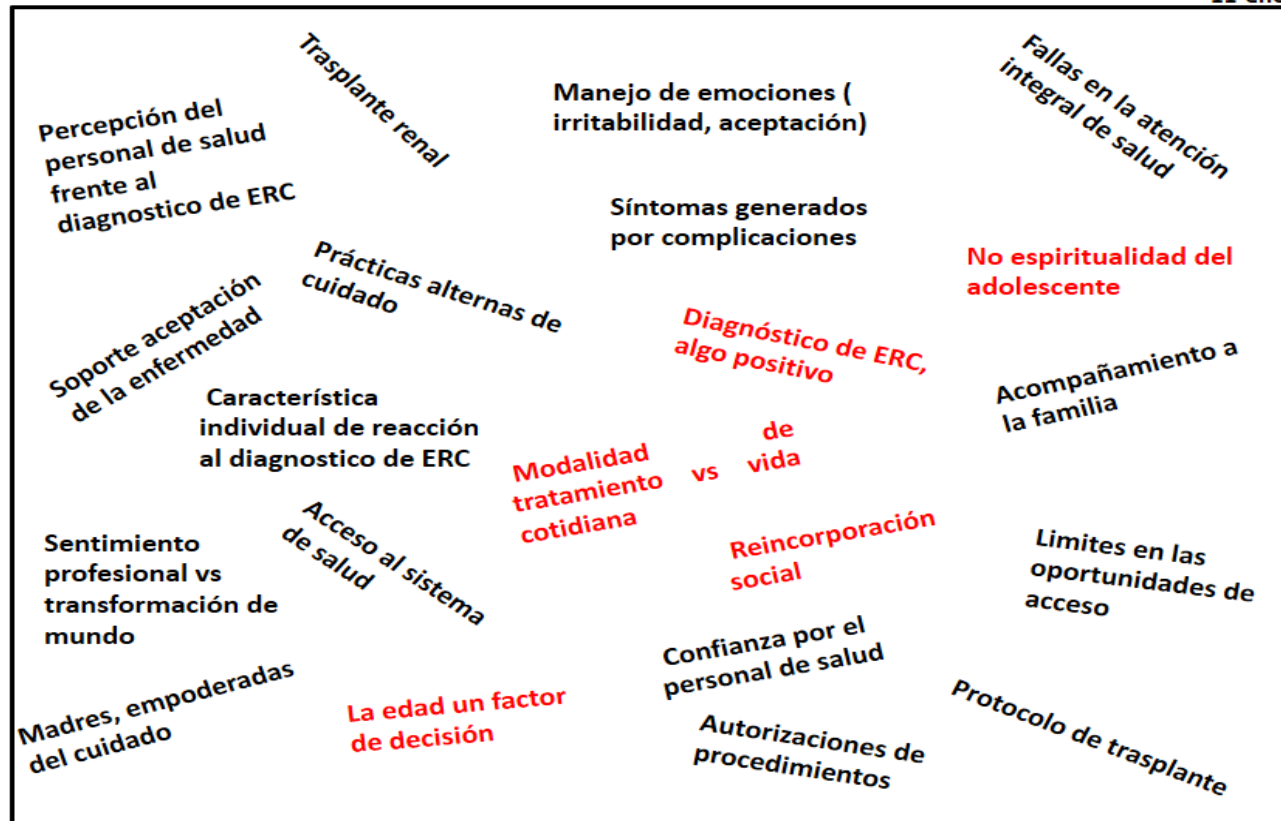 Trasplante renal
Percepción del
personal de salud
frente al
diagnostico de ERC
Manejo de emociones (
irritabilidad, aceptación)
Fallas en la atención
integral de salud
Síntomas generados
por complicaciones
Prácticas alternas de
cuidado
No espiritualidad del
adolescente
Soporte aceptación
de la enfermedad
Diagnóstico de ERC,
algo positivo
Acompañamiento a
la familia
Característica
individual de reacción
al diagnostico de ERC
Modalidad de
tratamiento vs vida
cotidiana
Acceso al sistema
de salud
Sentimiento
profesional vs
transformación de
mundo
Reincorporación
social
Limites en las
oportunidades de
acceso
Confianza por el
personal de salud
Madres, empoderadas
del cuidado
La edad un factor
de decisión
Autorizaciones de
procedimientos
Protocolo de trasplante